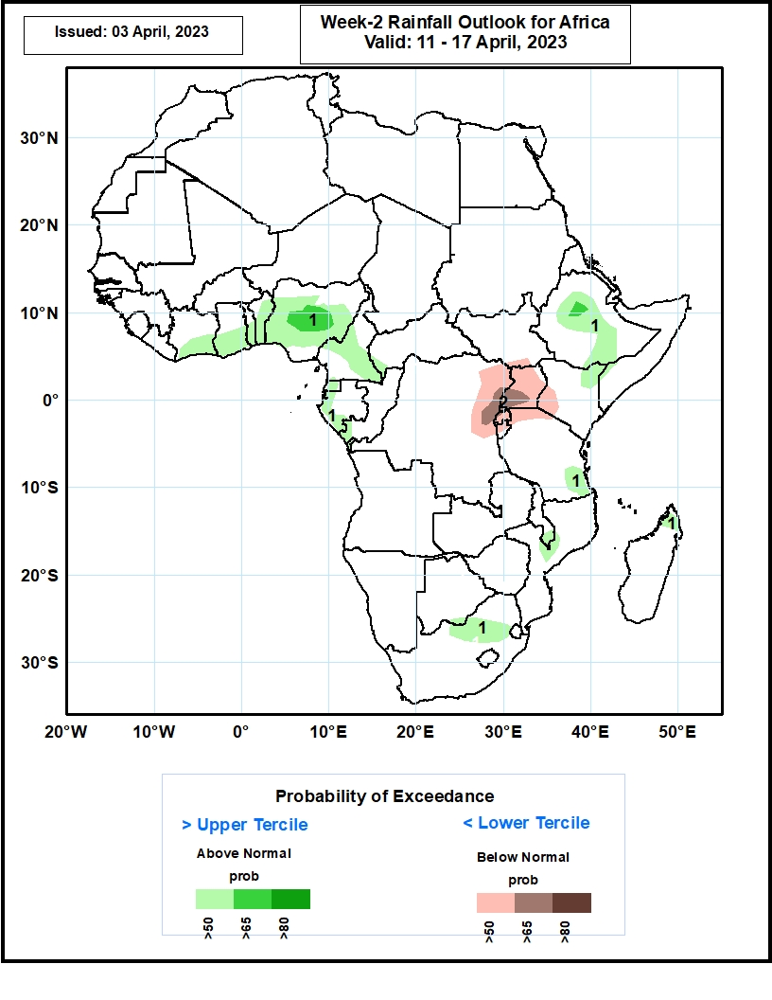 Issued: 03 April, 2023
Week-2 Rainfall Outlook for Africa
Valid: 11 - 17 April, 2023
30°N
20°N
10°N
0°
10°S
20°S
30°S
1
1
2
1
1
1
1
20°W
10°W
0°
10°E
20°E
30°E
40°E
50°E
Probability of Exceedance
> Upper Tercile
< Lower Tercile
Above Normal
Below Normal
prob
prob
>50
>65
>80
>50
>65
>80